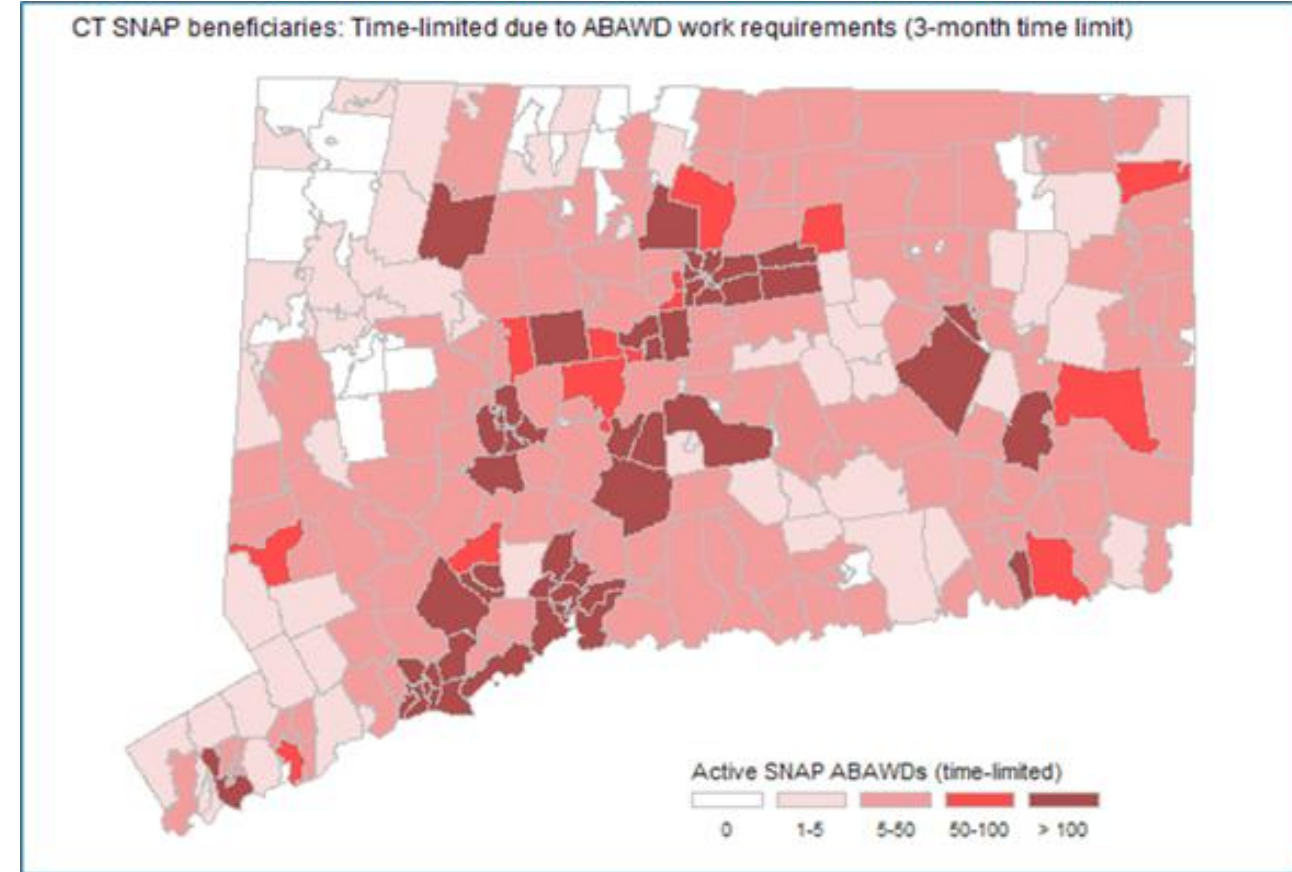 CT SNAP beneficiaries: Time-limited due to ABAWD work requirements (3-month time limit)
Active SNAP ABAWDs (time-limited)
0 1-5 5-50 50-100 > 100